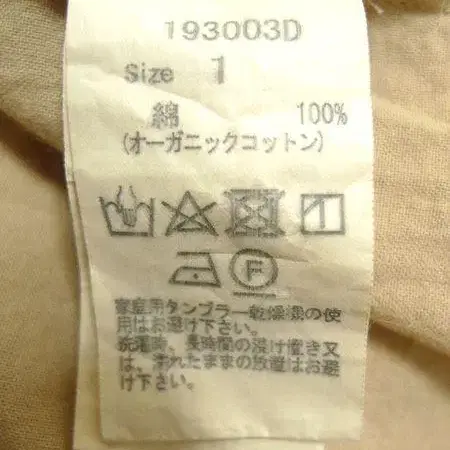 193003D
Size 1
綿 100%
(オーガニックコットン)
F
家庭用タンブラー乾燥機の使
用はお避け下さい。
洗濯時、長時間の浸け置き又
は、濡れたままの放置はお避
け下さい。